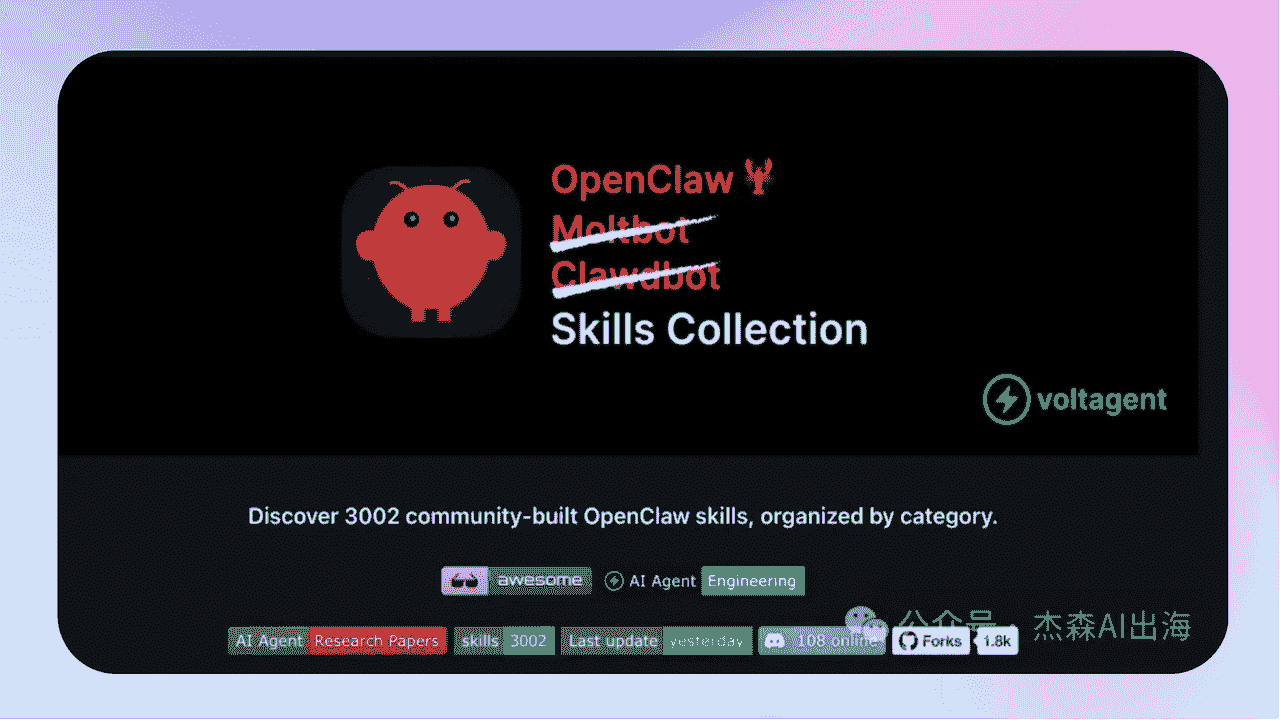 OpenClaw
Moltbot
Clawdbot
Skills Collection
voltagent
Discover 3002 community-built OpenClaw skills, organized by category.
awesome AI Agent Engineering
AI Agent Research Papers skills 3002 Last update yesterday 108 online Forks 1.8k
公众号 · 杰森AI出海